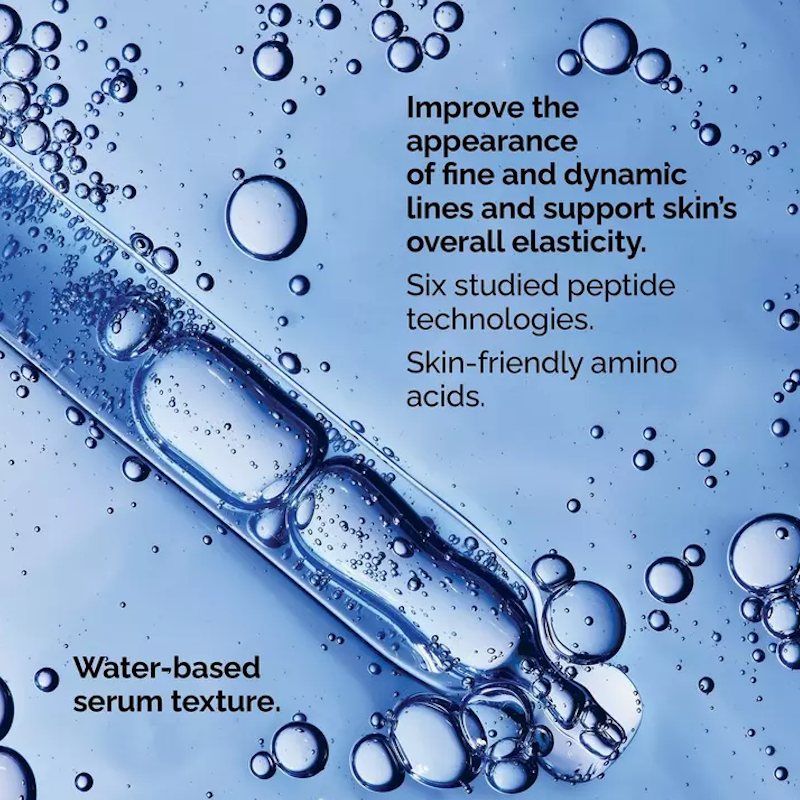 Improve the
appearance
of fine and dynamic
lines and support skin’s
overall elasticity.
Six studied peptide
technologies.
Skin-friendly amino
acids.
Water-based
serum texture.